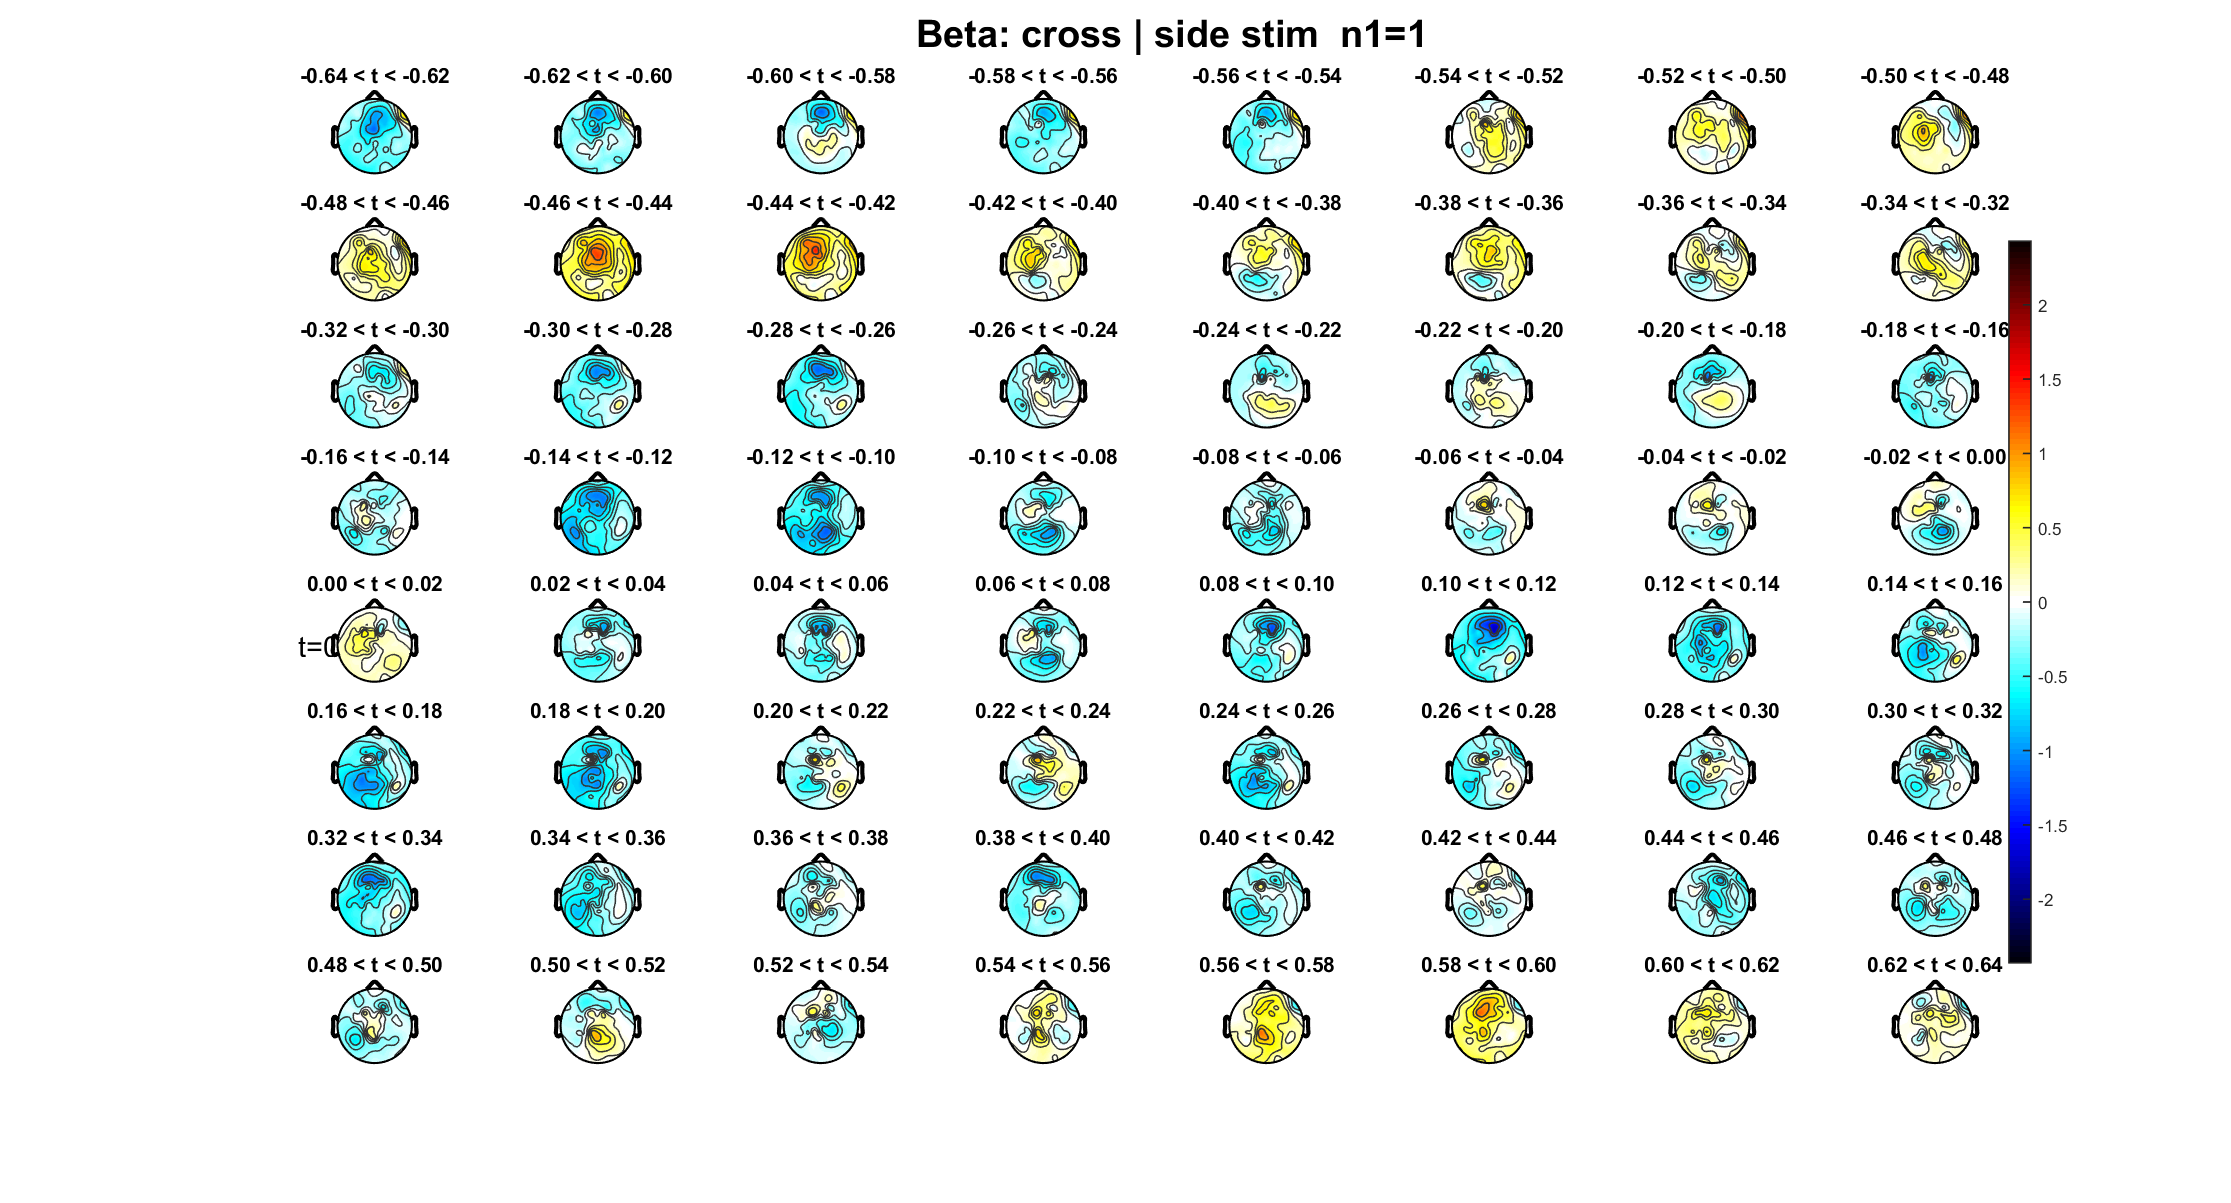 Beta: cross | side stim  n1=1
-0.64 < t < -0.62 -0.62 < t < -0.60 -0.60 < t < -0.58 -0.58 < t < -0.56 -0.56 < t < -0.54 -0.54 < t < -0.52 -0.52 < t < -0.50 -0.50 < t < -0.48
-0.48 < t < -0.46 -0.46 < t < -0.44 -0.44 < t < -0.42 -0.42 < t < -0.40 -0.40 < t < -0.38 -0.38 < t < -0.36 -0.36 < t < -0.34 -0.34 < t < -0.32
-0.32 < t < -0.30 -0.30 < t < -0.28 -0.28 < t < -0.26 -0.26 < t < -0.24 -0.24 < t < -0.22 -0.22 < t < -0.20 -0.20 < t < -0.18 -0.18 < t < -0.16
-0.16 < t < -0.14 -0.14 < t < -0.12 -0.12 < t < -0.10 -0.10 < t < -0.08 -0.08 < t < -0.06 -0.06 < t < -0.04 -0.04 < t < -0.02 -0.02 < t < 0.00
0.00 < t < 0.02 0.02 < t < 0.04 0.04 < t < 0.06 0.06 < t < 0.08 0.08 < t < 0.10 0.10 < t < 0.12 0.12 < t < 0.14 0.14 < t < 0.16
t=0
0.16 < t < 0.18 0.18 < t < 0.20 0.20 < t < 0.22 0.22 < t < 0.24 0.24 < t < 0.26 0.26 < t < 0.28 0.28 < t < 0.30 0.30 < t < 0.32
0.32 < t < 0.34 0.34 < t < 0.36 0.36 < t < 0.38 0.38 < t < 0.40 0.40 < t < 0.42 0.42 < t < 0.44 0.44 < t < 0.46 0.46 < t < 0.48
0.48 < t < 0.50 0.50 < t < 0.52 0.52 < t < 0.54 0.54 < t < 0.56 0.56 < t < 0.58 0.58 < t < 0.60 0.60 < t < 0.62 0.62 < t < 0.64
2
1.5
1
0.5
0
-0.5
-1
-1.5
-2